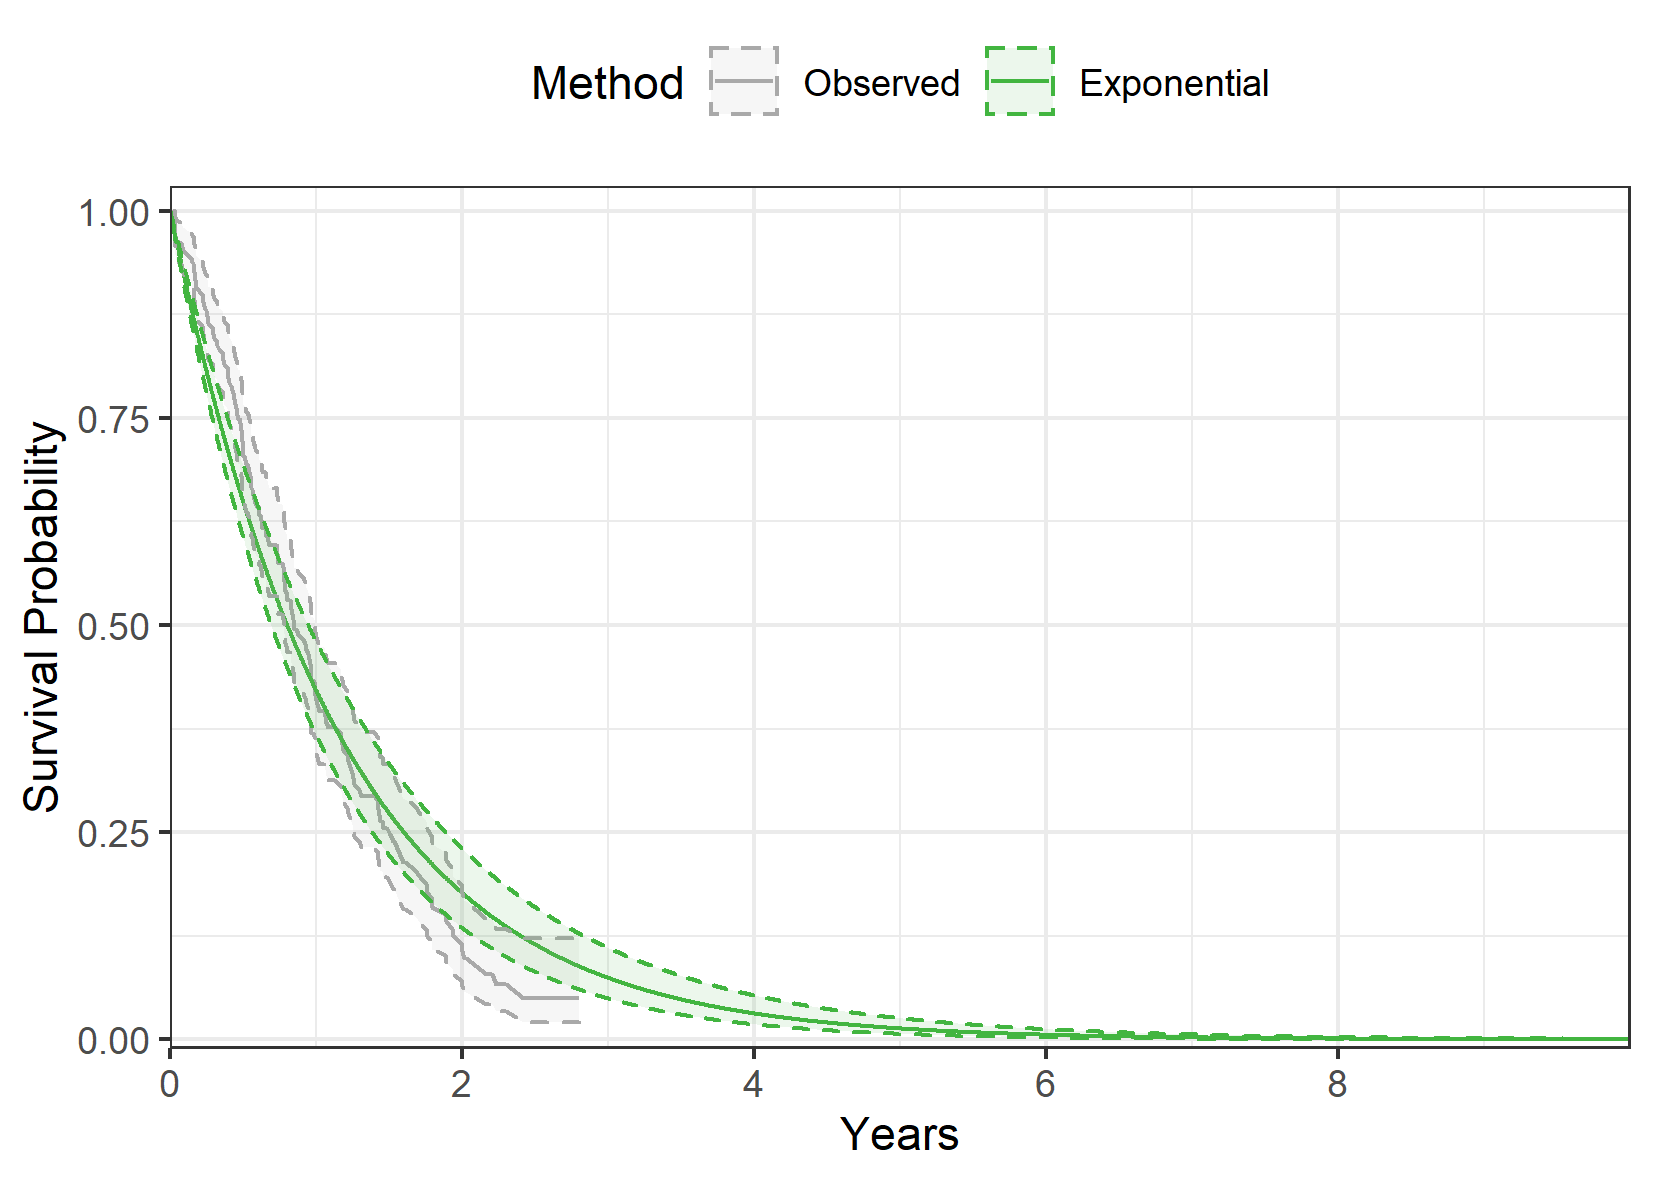 Method Observed Exponential
1.00
0.75
0.50
0.25
0.00
Survival Probability
0 2 4 6 8
Years